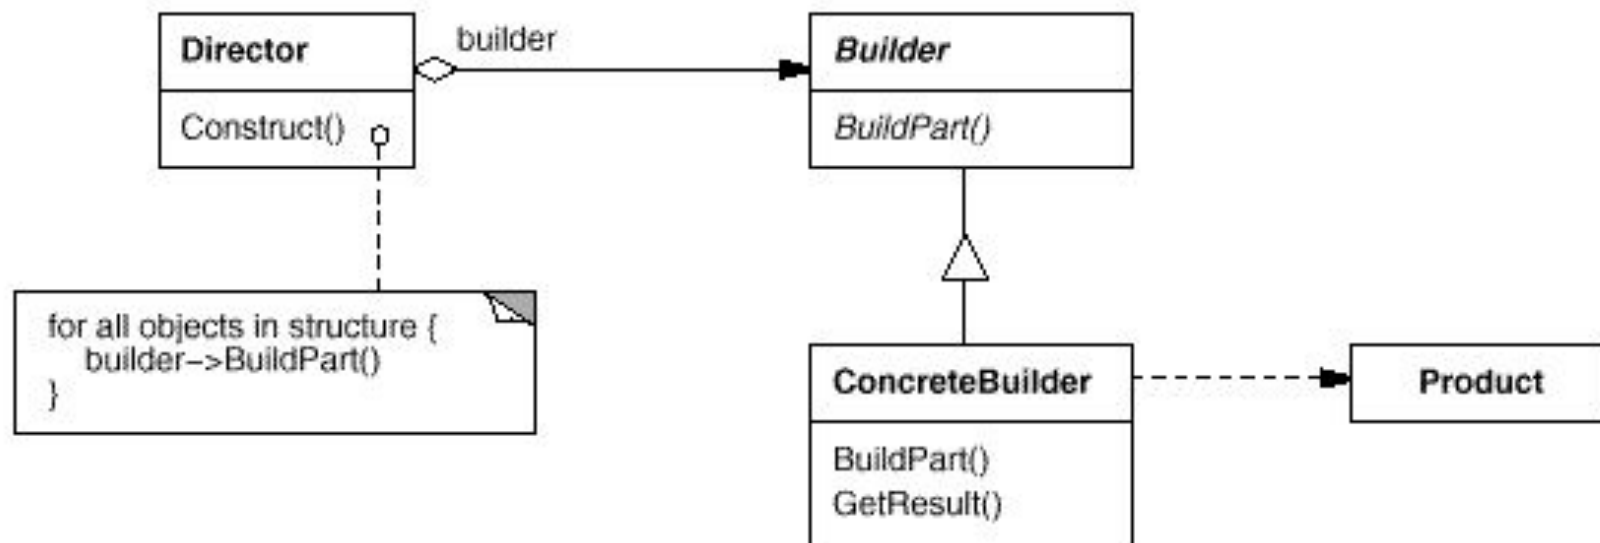 Director
builder
Builder
Construct()
BuildPart()
for all objects in structure {
builder–>BuildPart()
}
ConcreteBuilder
Product
BuildPart()
GetResult()